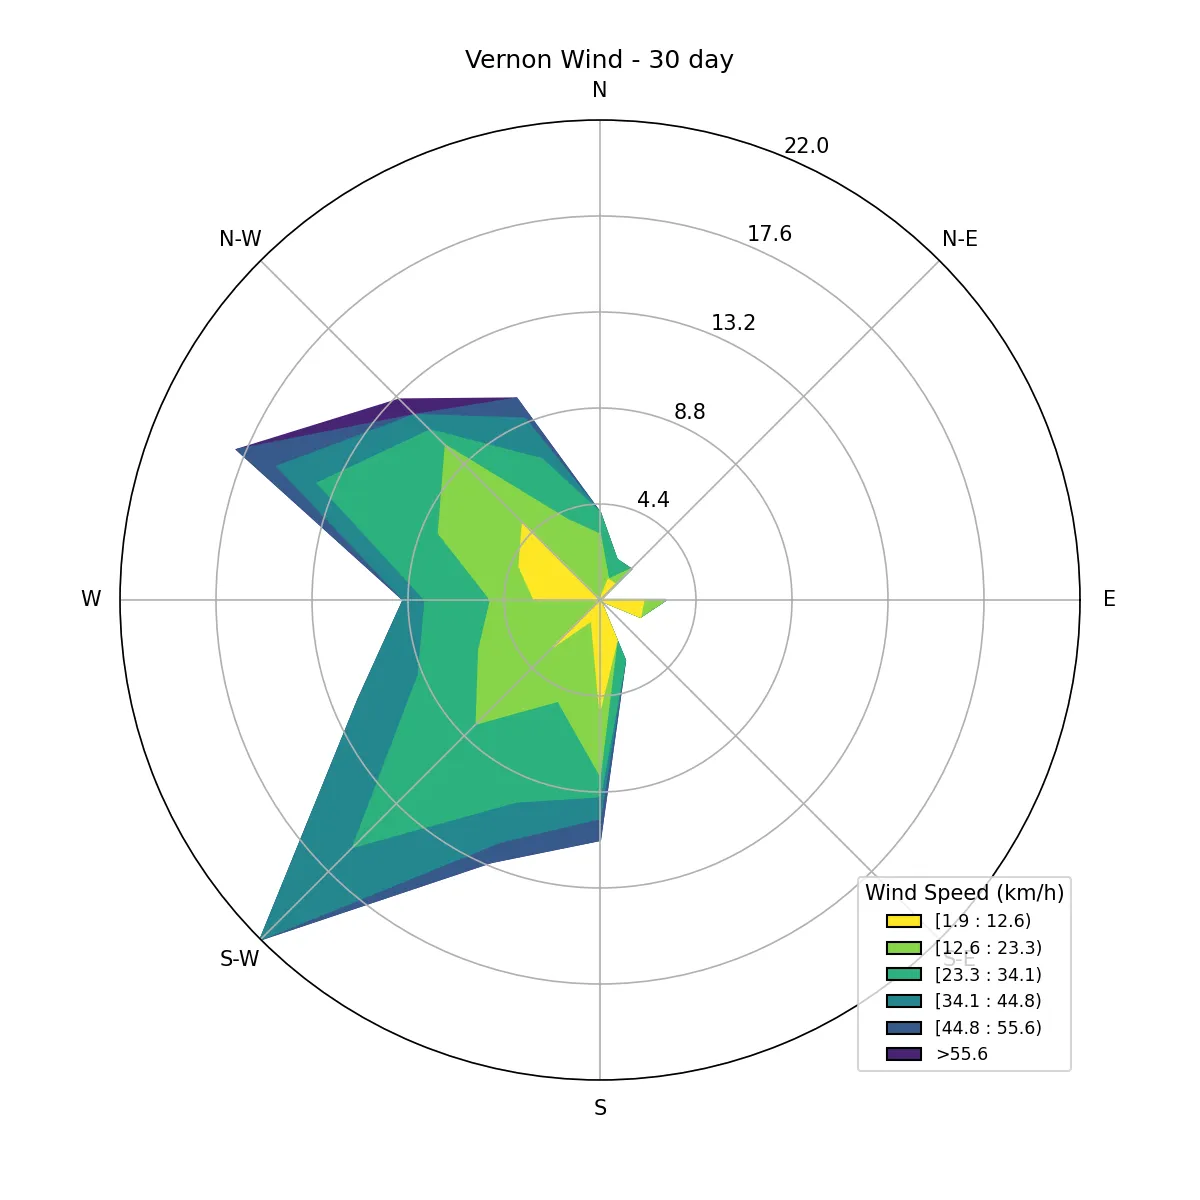 Vernon Wind - 30 day
N
22.0
17.6
N-W
N-E
13.2
8.8
4.4
W
E
Wind Speed (km/h)
[1.9 : 12.6)
[12.6 : 23.3)
S-W
S-E
[23.3 : 34.1)
[34.1 : 44.8)
[44.8 : 55.6)
>55.6
S